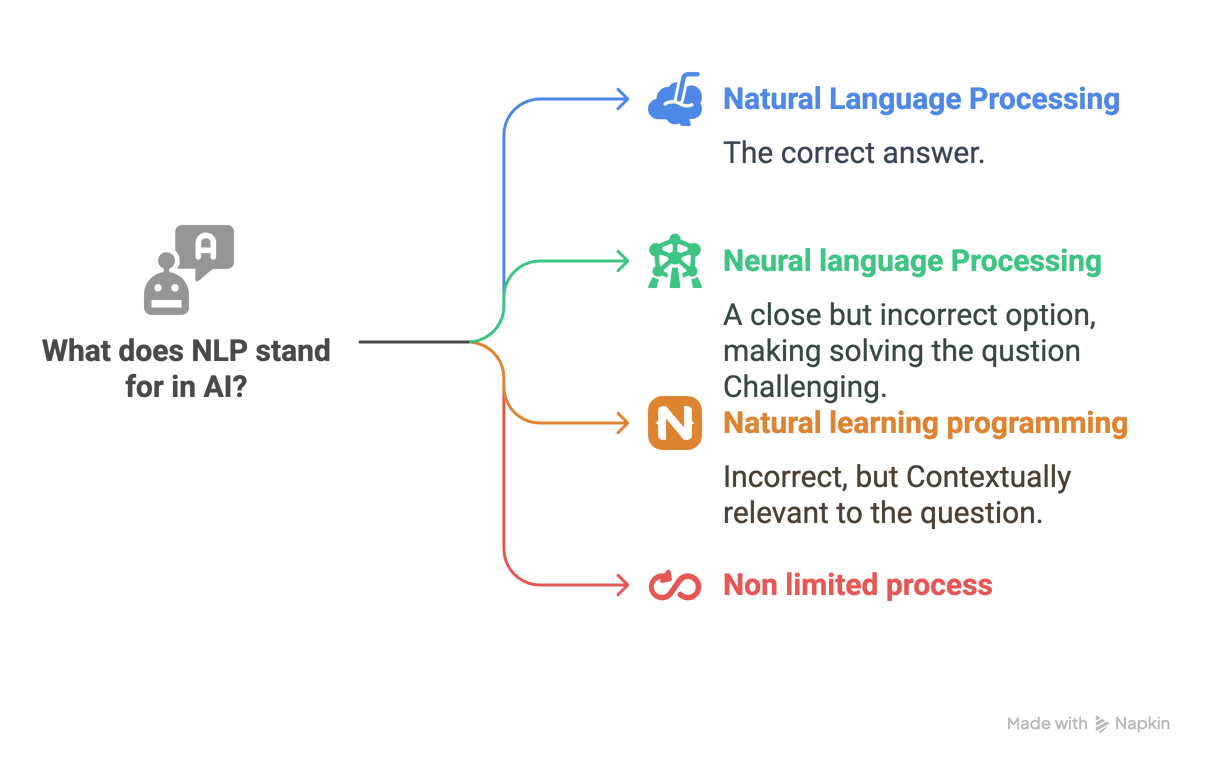 What does NLP stand
for in AI?
Natural Language Processing
The correct answer.
Neural language Processing
A close but incorrect option,
making solving the qustion
Challenging.
Natural learning programming
Incorrect, but Contextually
relevant to the question.
Non limited process
Made with Napkin